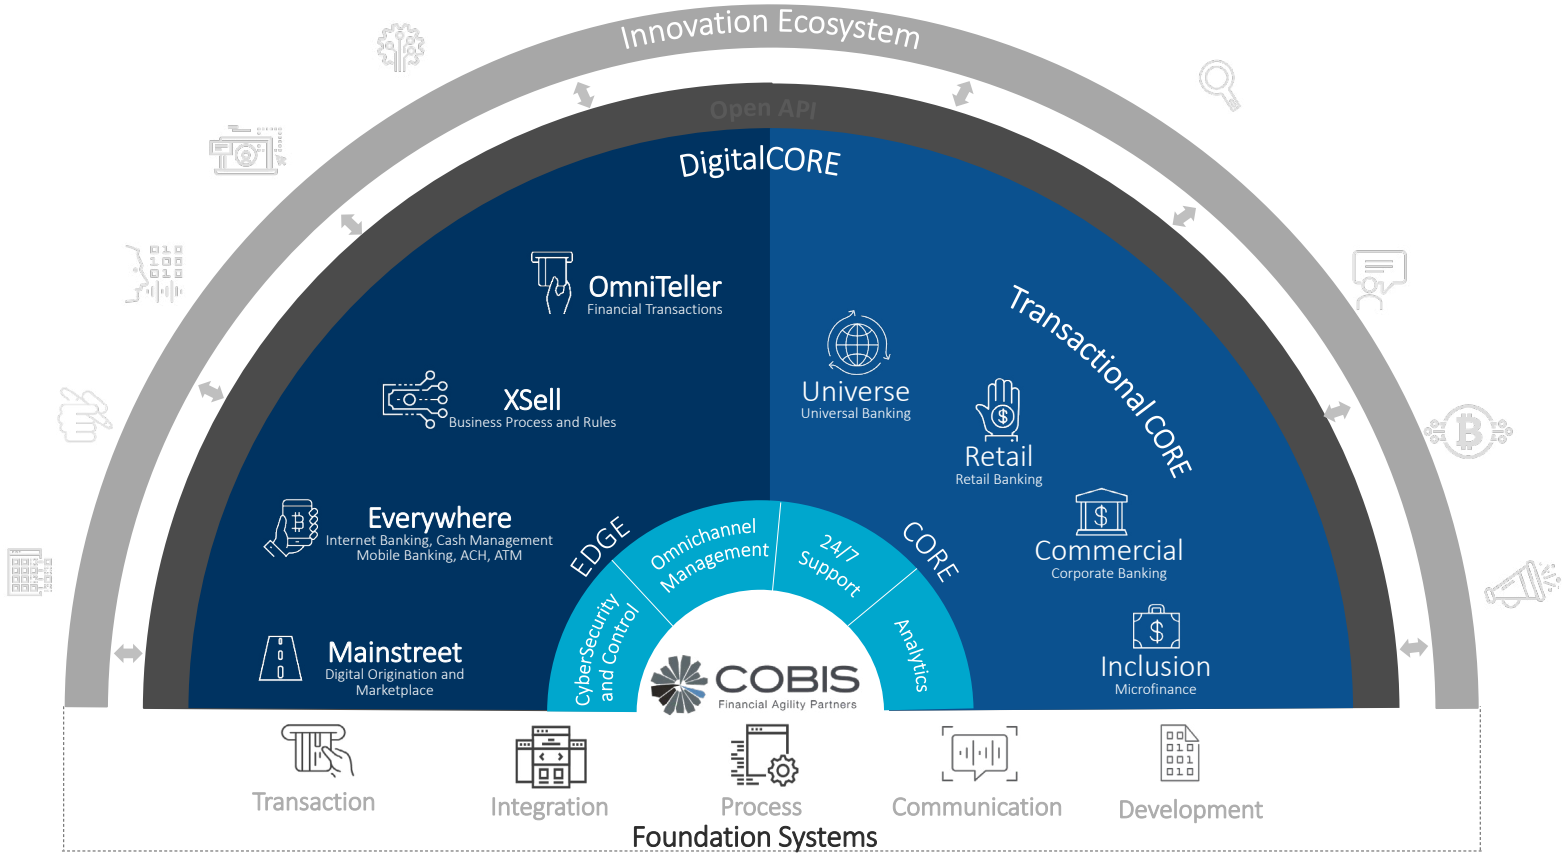 Innovation Ecosystem
Open API
DigitalCORE
OmniTeller
Financial Transactions
XSell
Business Process and Rules
Everywhere
Internet Banking, Cash Management
Mobile Banking, ACH, ATM
Mainstreet
Digital Origination and
Marketplace
TransactionalCORE
Universe
Universal Banking
Retail
Retail Banking
Commercial
Corporate Banking
Inclusion
Microfinance
EDGE
CORE
CyberSecurity
and Control
Omnichannel
Management
24/7
Support
Analytics
COBIS
Financial Agility Partners
Transaction
Integration
Process
Communication
Development
Foundation Systems